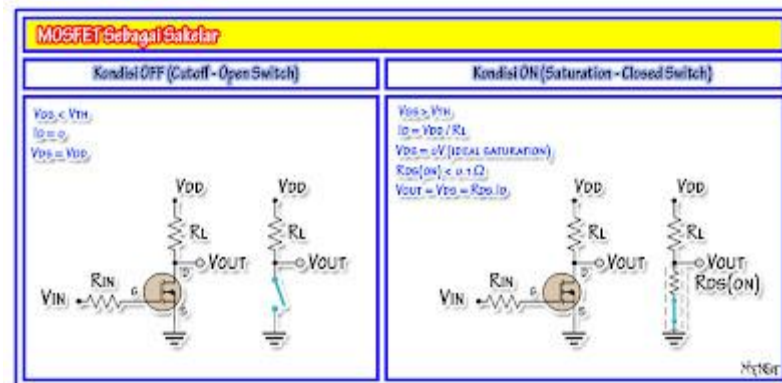 MOSFET Sebagai Sakelar
Kondisi OFF (Cutoff - Open Switch)
VGS < VTH
ID = 0
VDS = VDD
VDD
RL
VOUT
D
RIN
G
VIN
S
VDD
RL
VOUT
Kondisi ON (Saturation - Closed Switch)
VGS > VTH
ID = VDD / RL
VDS = 0V (IDEAL SATURATION)
RDS(ON) < 0.1Ω
VOUT = VDS = RDS.ID
VDD
RL
VOUT
D
RIN
G
VIN
S
VDD
RL
VOUT
RDS(ON)